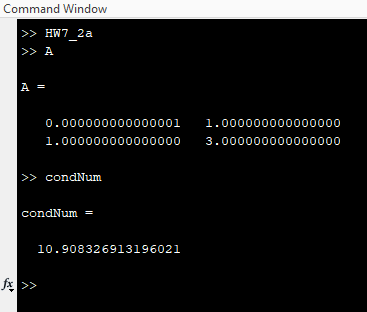 Command Window
>> HW7_2a
>> A
A =
0.000000000000001 1.000000000000000
1.000000000000000 3.000000000000000
>> condNum
condNum =
10.908326913196021
fx >>